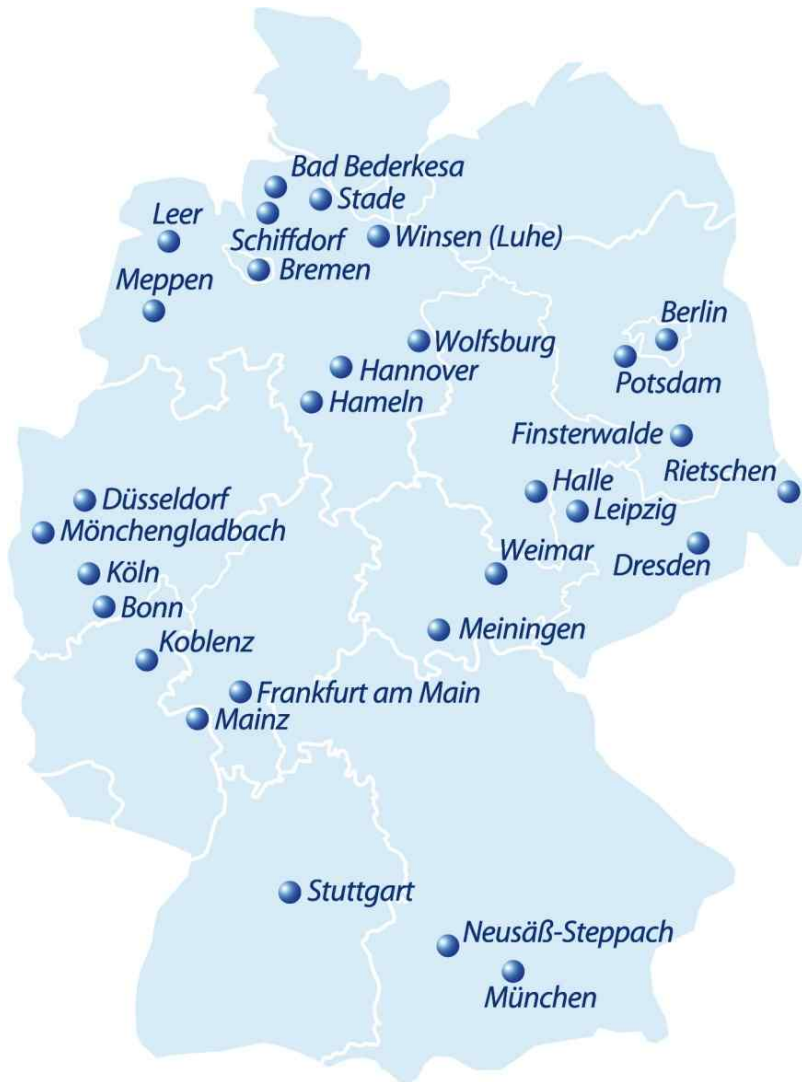 Bad Bederkesa
Stade
Leer
Schiffdorf
Winsen (Luhe)
Bremen
Meppen
Berlin
Wolfsburg
Hannover
Potsdam
Hameln
Finsterwalde
Rietschen
Halle
Düsseldorf
Leipzig
Mönchengladbach
Weimar
Dresden
Köln
Bonn
Meiningen
Koblenz
Frankfurt am Main
Mainz
Stuttgart
Neusäß-Steppach
München